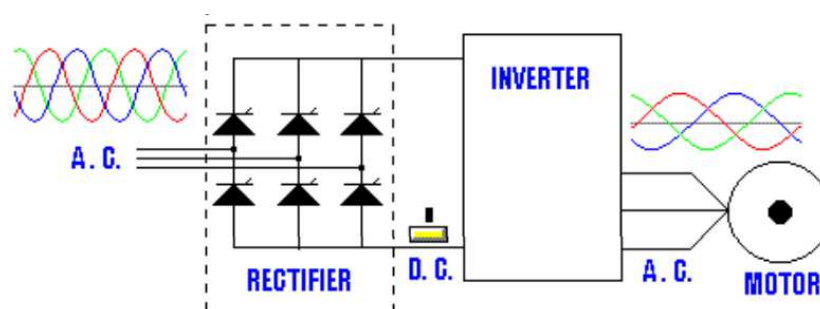 INVERTER
A. C.
RECTIFIER
D. C.
A. C.
MOTOR